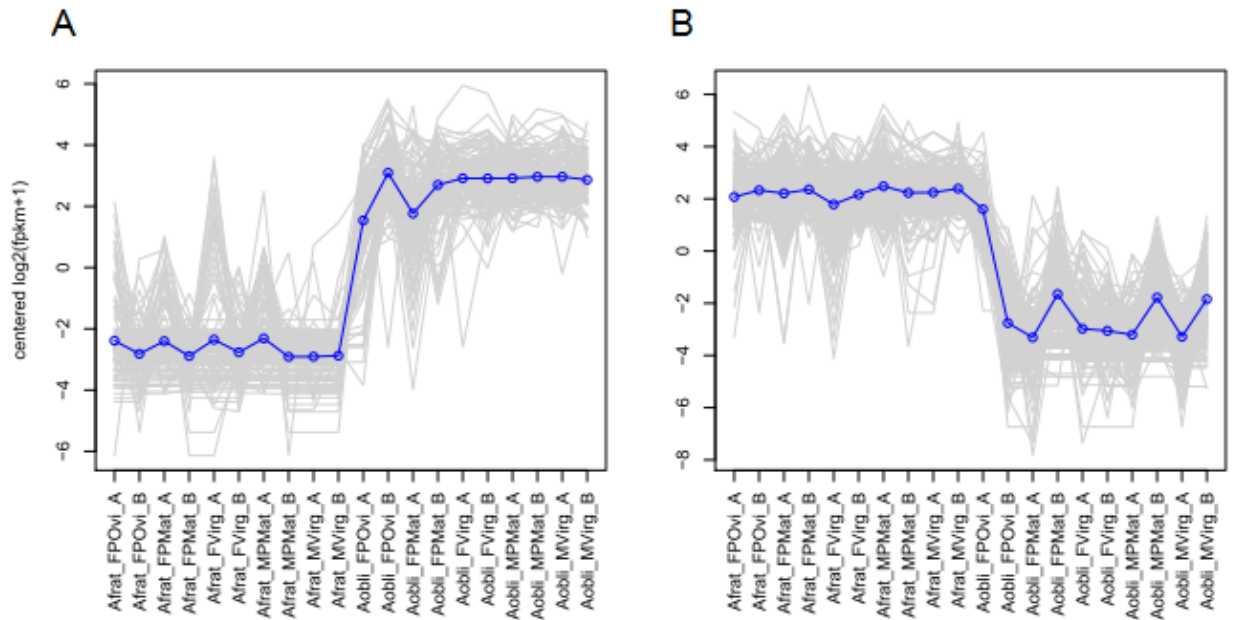 A
B
centered log2(fpkm+1)
6
4
2
0
-2
-4
-6
6
4
2
0
-2
-4
-6
-8
Afrat_FPOvi_A
Afrat_FPOvi_B
Afrat_FPMat_A
Afrat_FPMat_B
Afrat_FVirg_A
Afrat_FVirg_B
Afrat_MPMat_A
Afrat_MPMat_B
Afrat_MVirg_A
Afrat_MVirg_B
Aobli_FPOvi_A
Aobli_FPOvi_B
Aobli_FPMat_A
Aobli_FPMat_B
Aobli_FVirg_A
Aobli_FVirg_B
Aobli_MPMat_A
Aobli_MPMat_B
Aobli_MVirg_A
Aobli_MVirg_B
Afrat_FPOvi_A
Afrat_FPOvi_B
Afrat_FPMat_A
Afrat_FPMat_B
Afrat_FVirg_A
Afrat_FVirg_B
Afrat_MPMat_A
Afrat_MPMat_B
Afrat_MVirg_A
Afrat_MVirg_B
Aobli_FPOvi_A
Aobli_FPOvi_B
Aobli_FPMat_A
Aobli_FPMat_B
Aobli_FVirg_A
Aobli_FVirg_B
Aobli_MPMat_A
Aobli_MPMat_B
Aobli_MVirg_A
Aobli_MVirg_B